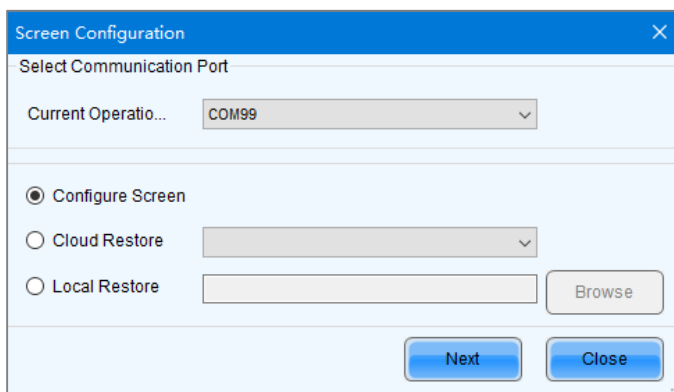 Screen Configuration
Select Communication Port
Current Operatio... COM99
Configure Screen
Cloud Restore
Local Restore Browse
Next Close